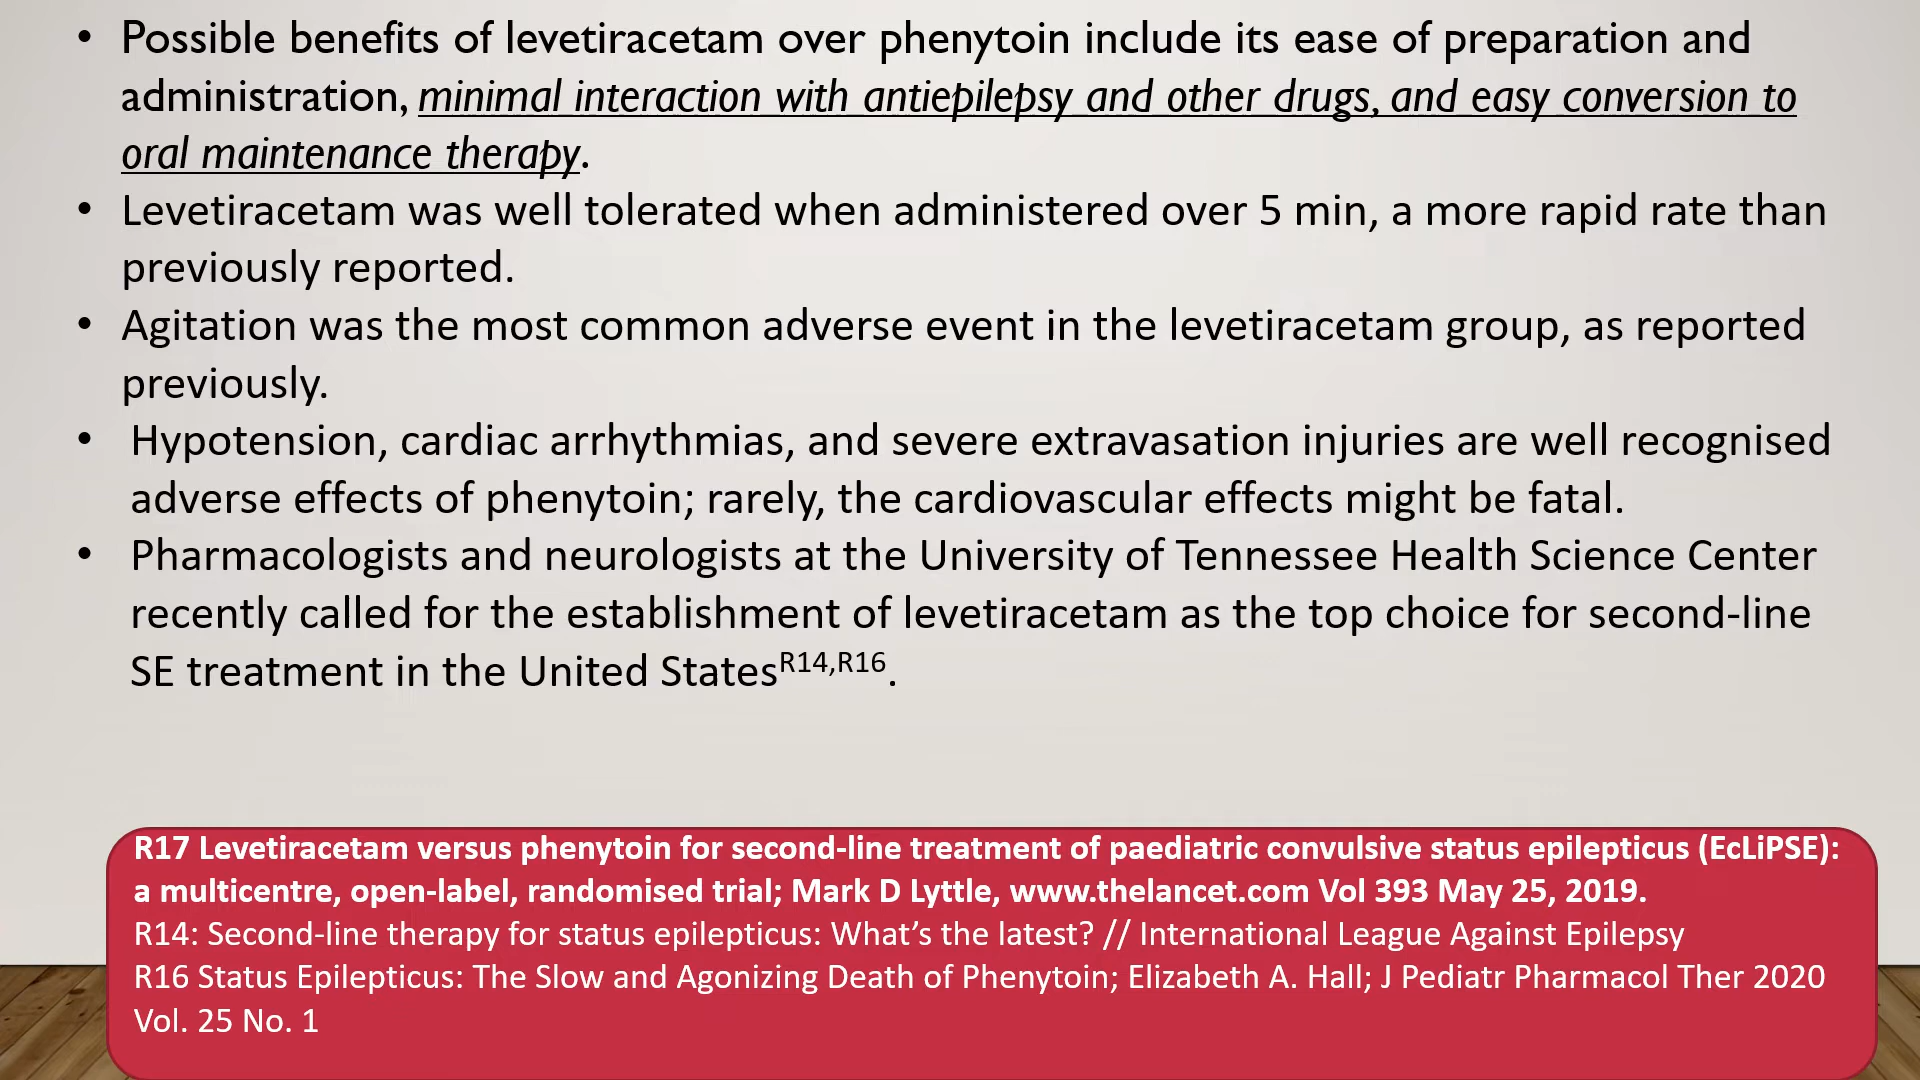 • Possible benefits of levetiracetam over phenytoin include its ease of preparation and
administration, minimal interaction with antiepilepsy and other drugs, and easy conversion to
oral maintenance therapy.
• Levetiracetam was well tolerated when administered over 5 min, a more rapid rate than
previously reported.
• Agitation was the most common adverse event in the levetiracetam group, as reported
previously.
• Hypotension, cardiac arrhythmias, and severe extravasation injuries are well recognised
adverse effects of phenytoin; rarely, the cardiovascular effects might be fatal.
• Pharmacologists and neurologists at the University of Tennessee Health Science Center
recently called for the establishment of levetiracetam as the top choice for second-line
SE treatment in the United StatesR14,R16.
R17 Levetiracetam versus phenytoin for second-line treatment of paediatric convulsive status epilepticus (EcLiPSE):
a multicentre, open-label, randomised trial; Mark D Lyttle, www.thelancet.com Vol 393 May 25, 2019.
R14: Second-line therapy for status epilepticus: What’s the latest? // International League Against Epilepsy
R16 Status Epilepticus: The Slow and Agonizing Death of Phenytoin; Elizabeth A. Hall; J Pediatr Pharmacol Ther 2020
Vol. 25 No. 1